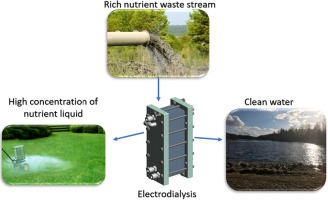 Rich nutrient waste stream
High concentration of
nutrient liquid
Clean water
Electrodialysis